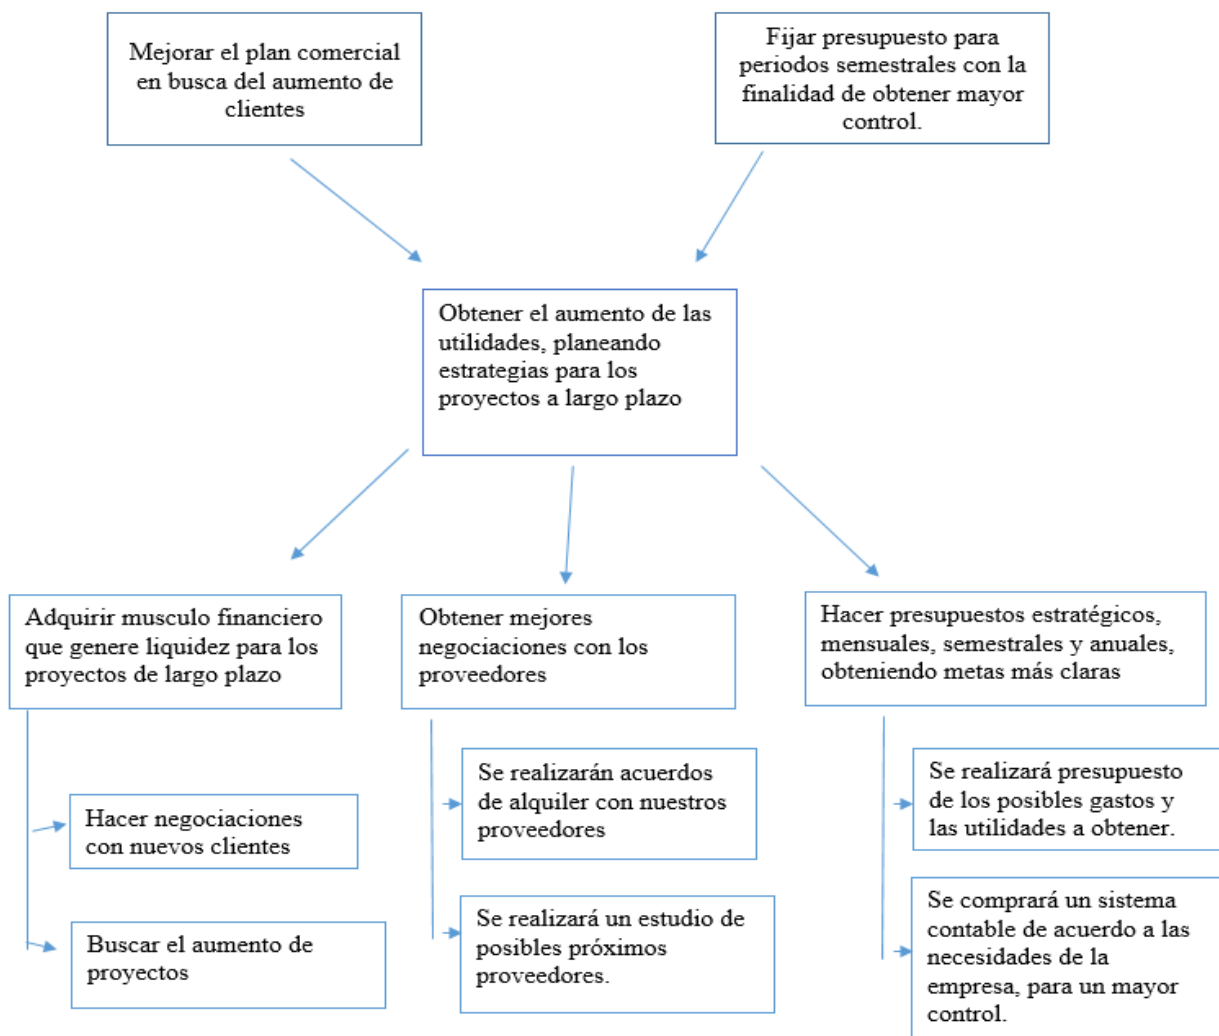 Mejorar el plan comercial
en busca del aumento de
clientes
Fijar presupuesto para
periodos semestrales con la
finalidad de obtener mayor
control.
Obtener el aumento de las
utilidades, planeando
estrategias para los
proyectos a largo plazo
Adquirir musculo financiero
que genere liquidez para los
proyectos de largo plazo
Obtener mejores
negociaciones con los
proveedores
Hacer presupuestos estratégicos,
mensuales, semestrales y anuales,
obteniendo metas más claras
Hacer negociaciones
con nuevos clientes
Buscar el aumento de
proyectos
Se realizarán acuerdos
de alquiler con nuestros
proveedores
Se realizará un estudio de
posibles próximos
proveedores.
Se realizará presupuesto
de los posibles gastos y
las utilidades a obtener.
Se comprará un sistema
contable de acuerdo a las
necesidades de la
empresa, para un mayor
control.